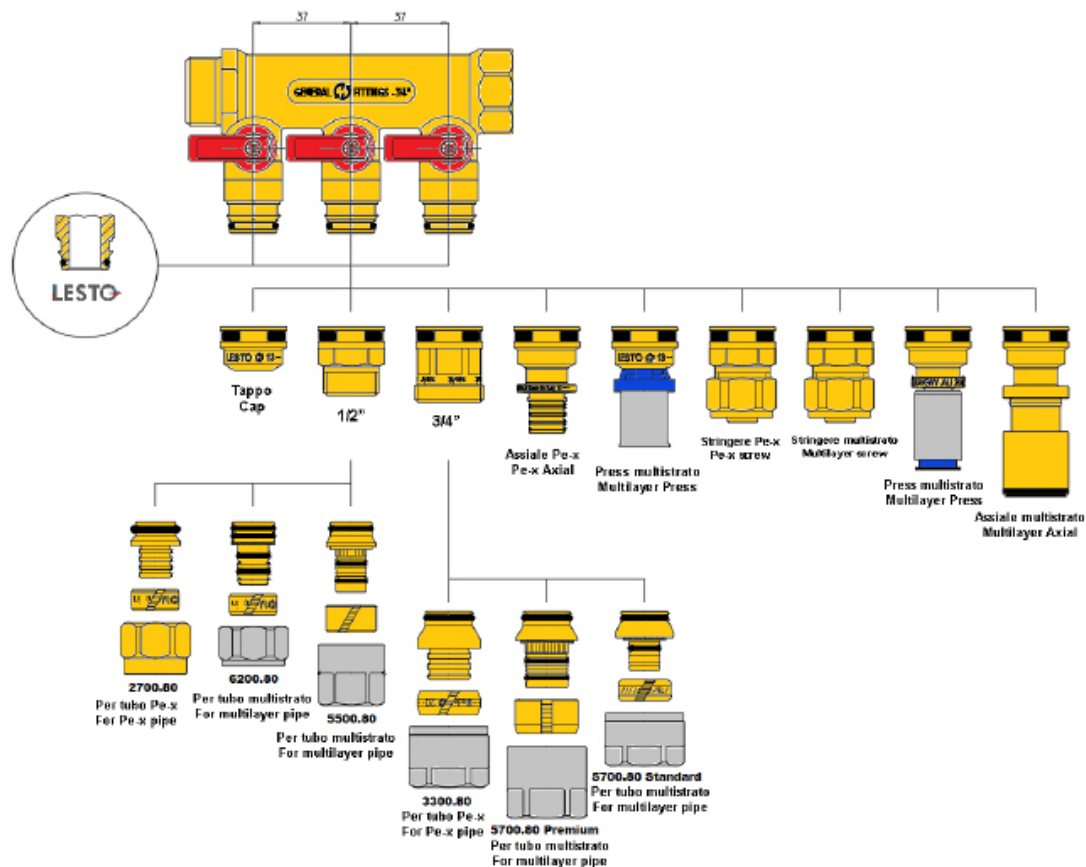 37
37
GENERAL FITTINGS - 3/4"
LESTO
LESTO Ø 13
Tappo
Cap
1/2"
3/4"
Assiale Pe-x
Pe-x Axial
LESTO Ø 13
Press multistrato
Multilayer Press
Stringere Pe-x
Pe-x screw
Stringere multistrato
Multilayer screw
Press multistrato
Multilayer Press
Assiale multistrato
Multilayer Axial
2700.80
Per tubo Pe-x
For Pe-x pipe
6200.80
Per tubo multistrato
For multilayer pipe
5500.80
Per tubo multistrato
For multilayer pipe
3300.80
Per tubo Pe-x
For Pe-x pipe
5700.80 Premium
Per tubo multistrato
For multilayer pipe
5700.80 Standard
Per tubo multistrato
For multilayer pipe